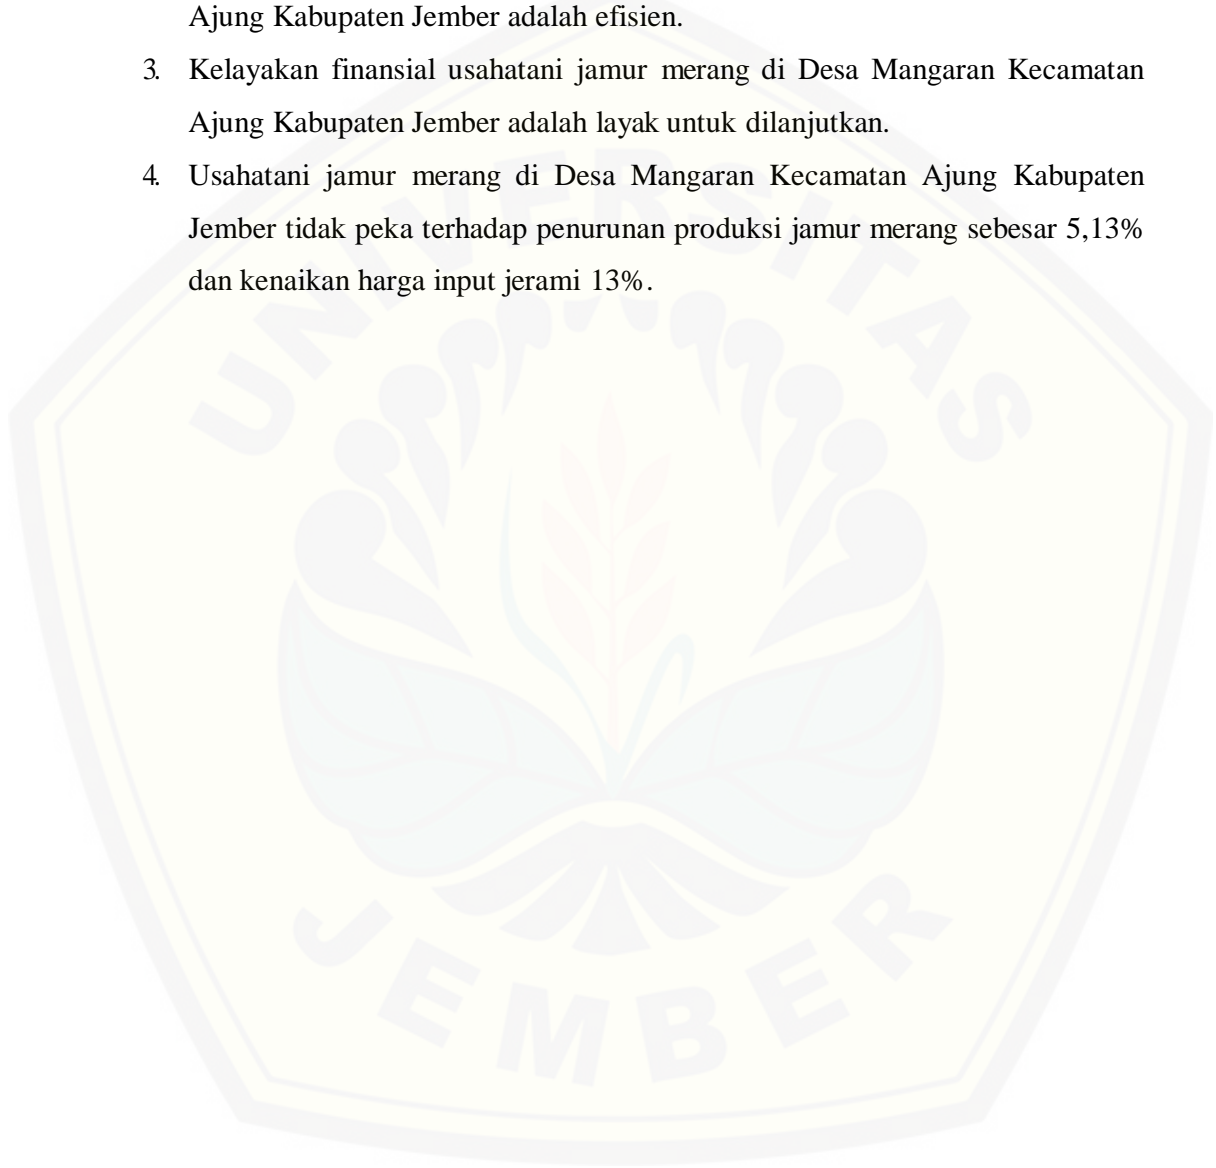 Ajung Kabupaten Jember adalah efisien.
3. Kelayakan finansial usahatani jamur merang di Desa Mangaran Kecamatan
Ajung Kabupaten Jember adalah layak untuk dilanjutkan.
4. Usahatani jamur merang di Desa Mangaran Kecamatan Ajung Kabupaten
Jember tidak peka terhadap penurunan produksi jamur merang sebesar 5,13%
dan kenaikan harga input jerami 13%.
UNIVERSITAS
JEMBER